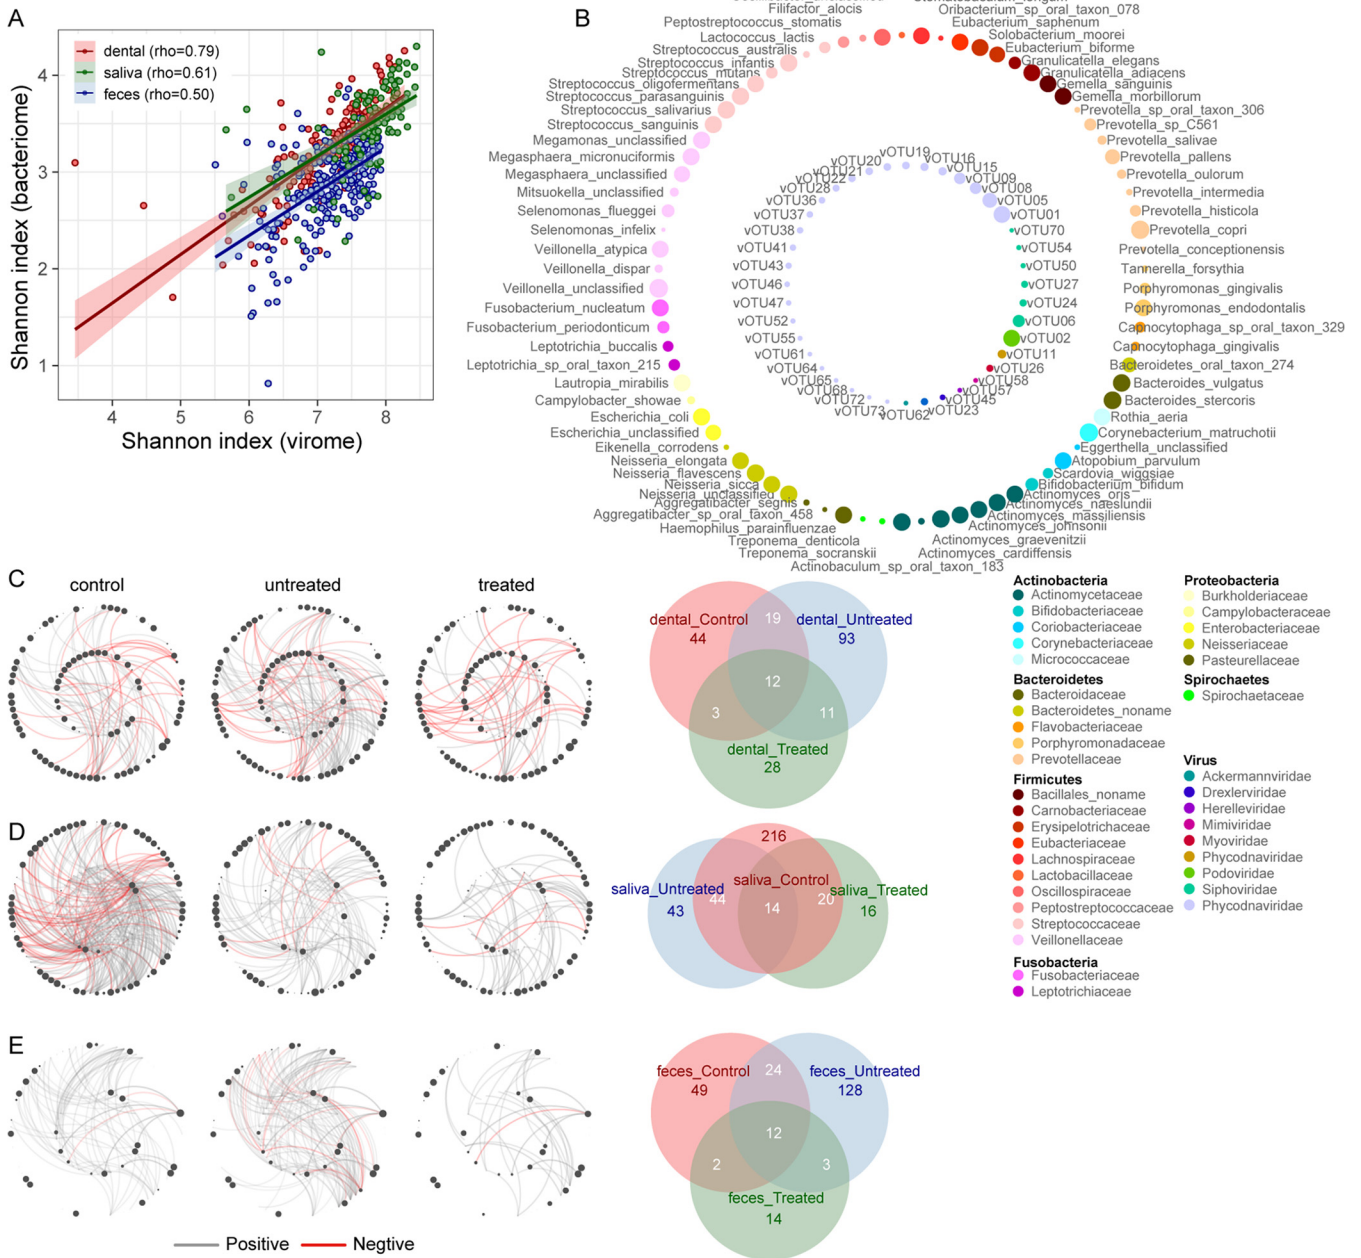 A
dental (rho=0.79)
saliva (rho=0.61)
feces (rho=0.50)
Shannon index (bacteriome)
4
3
2
1
4
5
6
7
8
Shannon index (virome)
B
Filifactor_alocis
Peptostreptococcus_stomatis
Lactococcus_lactis
Streptococcus_australis
Streptococcus_infantis
Streptococcus_mutans
Streptococcus_oligofermentans
Streptococcus_parasanguinis
Streptococcus_salivarius
Streptococcus_sanguinis
Megamonas_unclassified
Megasphaera_micronuciformis
Megasphaera_unclassified
Mitsuokella_unclassified
Selenomonas_flueggei
Selenomonas_infelix
Veillonella_atypica
Veillonella_dispar
Veillonella_unclassified
Fusobacterium_nucleatum
Fusobacterium_periodonticum
Leptotrichia_buccalis
Leptotrichia_sp_oral_taxon_215
Lautropia_mirabilis
Campylobacter_showae
Escherichia_coli
Escherichia_unclassified
Eikenella_corrodens
Neisseria_elongata
Neisseria_flavescens
Neisseria_sicca
Neisseria_unclassified
Aggregatibacter_segnis
Aggregatibacter_sp_oral_taxon_458
Haemophilus_parainfluenzae
Treponema_denticola
Treponema_socranskii
Actinobaculum_sp_oral_taxon_183
Oribacterium_sp_oral_taxon_078
Eubacterium_saphenum
Solobacterium_moorei
Eubacterium_biforme
Granulicatella_elegans
Granulicatella_adiacens
Gemella_sanguinis
Gemella_morbillorum
Prevotella_sp_oral_taxon_306
Prevotella_sp_C561
Prevotella_salivae
Prevotella_pallens
Prevotella_oulorum
Prevotella_intermedia
Prevotella_histicola
Prevotella_copri
Prevotella_conceptionensis
Tannerella_forsythia
Porphyromonas_gingivalis
Porphyromonas_endodontalis
Capnocytophaga_sp_oral_taxon_329
Capnocytophaga_gingivalis
Bacteroidetes_oral_taxon_274
Bacteroides_vulgatus
Bacteroides_stercoris
Rothia_aeria
Corynebacterium_matruchotii
Eggerthella_unclassified
Atopobium_parvulum
Scardovia_wiggsiae
Bifidobacterium_bifidum
Actinomyces_oris
Actinomyces_naeslundii
Actinomyces_massiliensis
Actinomyces_johnsonii
Actinomyces_graevenitzii
Actinomyces_cardiffensis
vOTU19
vOTU16
vOTU15
vOTU09
vOTU08
vOTU05
vOTU01
vOTU70
vOTU54
vOTU50
vOTU27
vOTU24
vOTU06
vOTU02
vOTU11
vOTU26
vOTU58
vOTU57
vOTU45
vOTU23
vOTU62
vOTU73
vOTU72
vOTU68
vOTU65
vOTU64
vOTU61
vOTU55
vOTU52
vOTU47
vOTU46
vOTU43
vOTU41
vOTU38
vOTU37
vOTU36
vOTU28
vOTU22
vOTU21
vOTU20
C
control
untreated
treated
dental_Control
44
19
dental_Untreated
93
12
3
11
dental_Treated
28
D
216
saliva_Untreated
43
44
saliva_Control
14
20
saliva_Treated
16
E
feces_Control
49
24
feces_Untreated
128
12
2
3
feces_Treated
14
Positive
Negtive
Actinobacteria
Actinomycetaceae
Bifidobacteriaceae
Coriobacteriaceae
Corynebacteriaceae
Micrococcaceae
Bacteroidetes
Bacteroidaceae
Bacteroidetes_noname
Flavobacteriaceae
Porphyromonadaceae
Prevotellaceae
Firmicutes
Bacillales_noname
Carnobacteriaceae
Erysipelotrichaceae
Eubacteriaceae
Lachnospiraceae
Lactobacillaceae
Oscillospiraceae
Peptostreptococcaceae
Streptococcaceae
Veillonellaceae
Fusobacteria
Fusobacteriaceae
Leptotrichiaceae
Proteobacteria
Burkholderiaceae
Campylobacteraceae
Enterobacteriaceae
Neisseriaceae
Pasteurellaceae
Spirochaetes
Spirochaetaceae
Virus
Ackermannviridae
Drexlerviridae
Herelleviridae
Mimiviridae
Myoviridae
Phycodnaviridae
Podoviridae
Siphoviridae
Phycodnaviridae